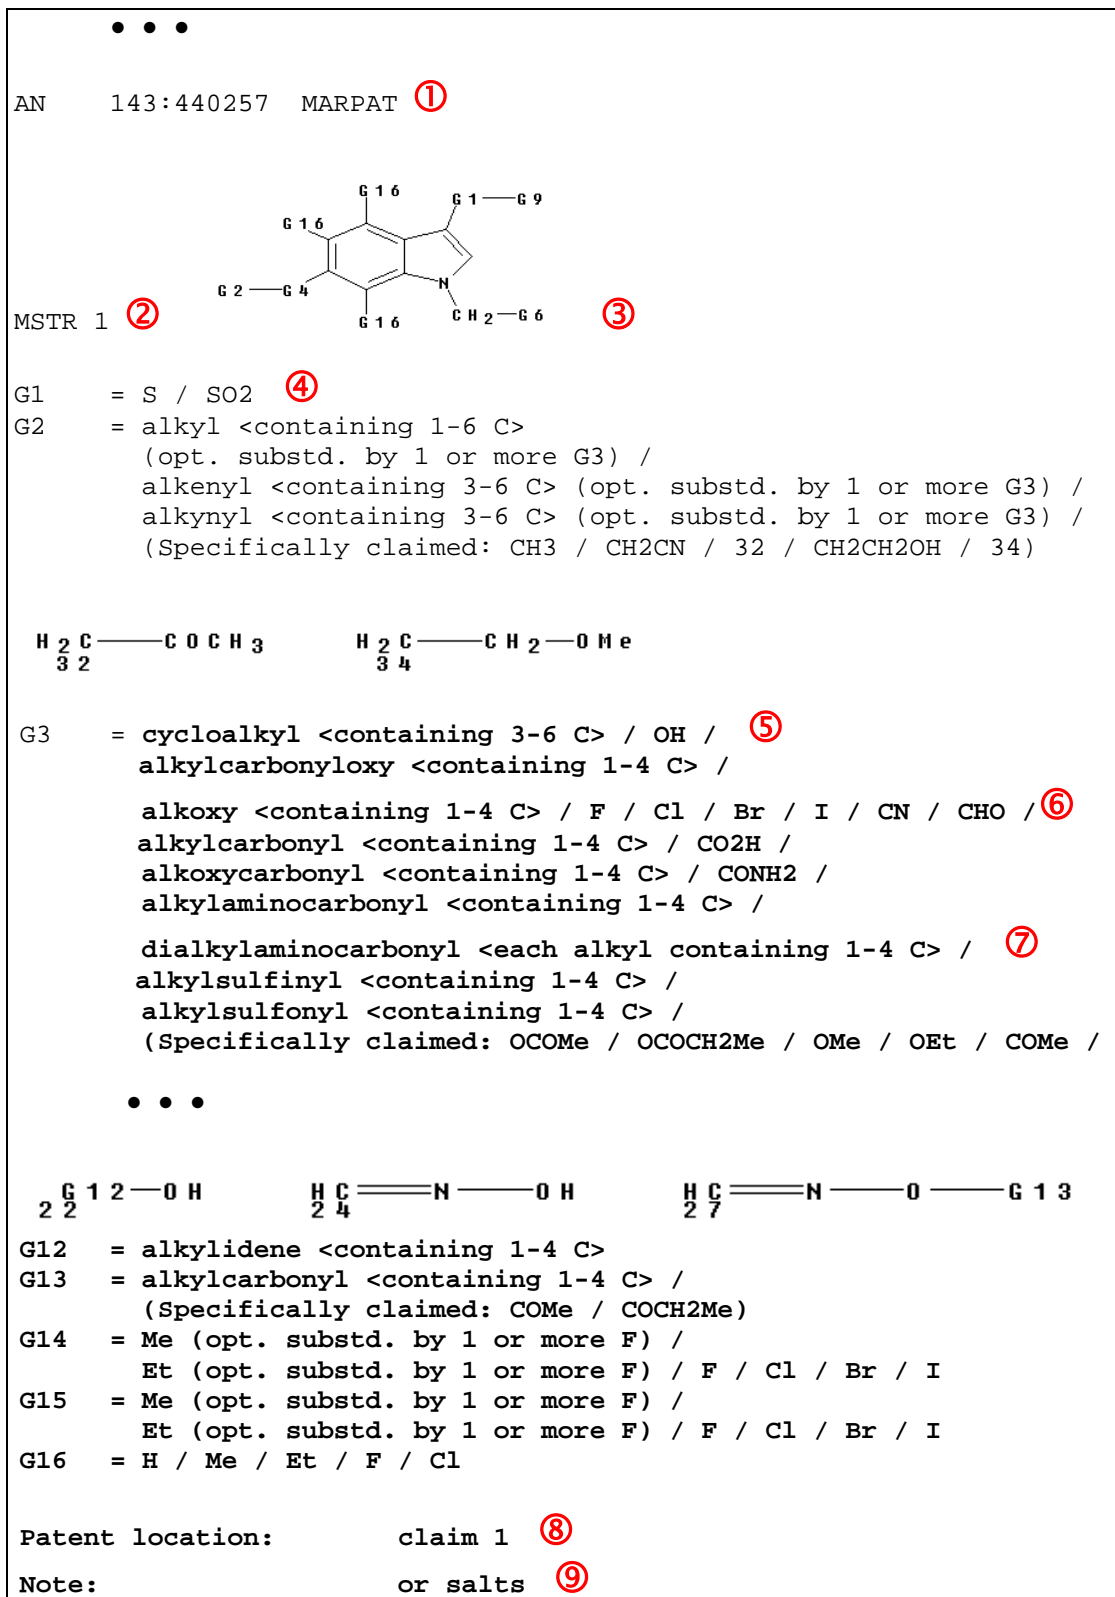 • • •
AN 143:440257 MARPAT ①
G16
G1—G9
G16
G2—G4
N
G16
CH2—G6
MSTR 1 ② ③
G1 = S / SO2 ④
G2 = alkyl <containing 1-6 C>
(opt. substd. by 1 or more G3) /
alkenyl <containing 3-6 C> (opt. substd. by 1 or more G3) /
alkynyl <containing 3-6 C> (opt. substd. by 1 or more G3) /
(Specifically claimed: CH3 / CH2CN / 32 / CH2CH2OH / 34)
H2C—COCH3 H2C—CH2—OMe
32 34
G3 = cycloalkyl <containing 3-6 C> / OH / ⑤
alkylcarbonyloxy <containing 1-4 C> /
alkoxy <containing 1-4 C> / F / Cl / Br / I / CN / CHO / ⑥
alkylcarbonyl <containing 1-4 C> / CO2H /
alkoxycarbonyl <containing 1-4 C> / CONH2 /
alkylaminocarbonyl <containing 1-4 C> /
dialkylaminocarbonyl <each alkyl containing 1-4 C> / ⑦
alkylsulfinyl <containing 1-4 C> /
alkylsulfonyl <containing 1-4 C> /
(Specifically claimed: OCOMe / OCOCH2Me / OMe / OEt / COMe /
• • •
G12—OH HC=N—OH HC=N—O—G13
22 24 27
G12 = alkylidene <containing 1-4 C>
G13 = alkylcarbonyl <containing 1-4 C> /
(Specifically claimed: COMe / COCH2Me)
G14 = Me (opt. substd. by 1 or more F) /
Et (opt. substd. by 1 or more F) / F / Cl / Br / I
G15 = Me (opt. substd. by 1 or more F) /
Et (opt. substd. by 1 or more F) / F / Cl / Br / I
G16 = H / Me / Et / F / Cl
Patent location: claim 1 ⑧
Note: or salts ⑨